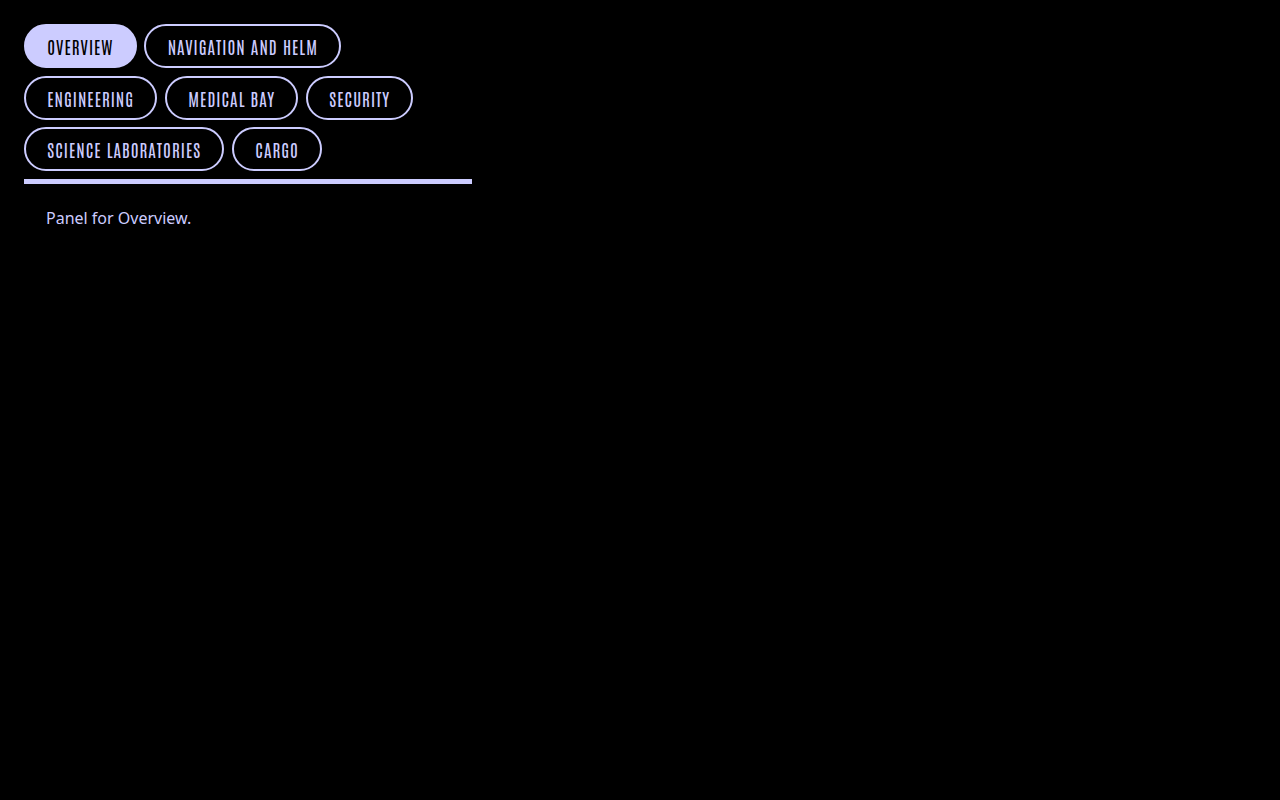 OVERVIEW NAVIGATION AND HELM
ENGINEERING MEDICAL BAY SECURITY
SCIENCE LABORATORIES CARGO
Panel for Overview.